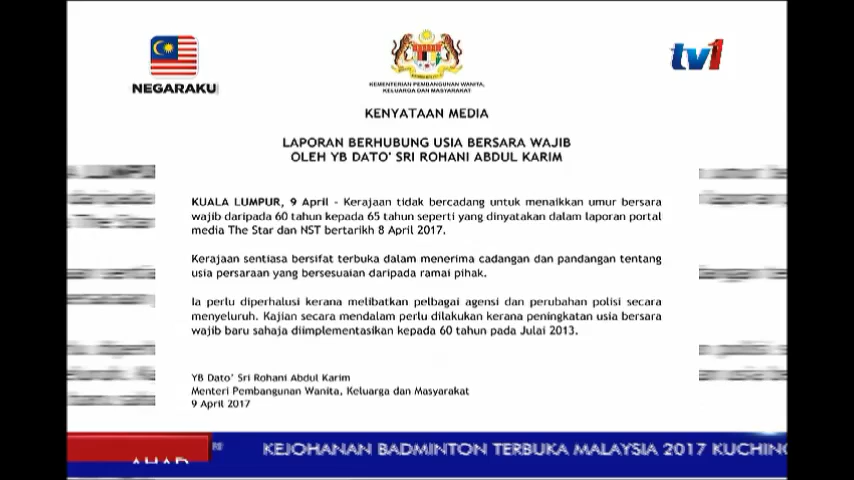 NEGARAKU
tv1
KEMENTERIAN PEMBANGUNAN WANITA,
KELUARGA DAN MASYARAKAT
KENYATAAN MEDIA
LAPORAN BERHUBUNG USIA BERSARA WAJIB
OLEH YB DATO' SRI ROHANI ABDUL KARIM
KUALA LUMPUR, 9 April - Kerajaan tidak bercadang untuk menaikkan umur bersara
wajib daripada 60 tahun kepada 65 tahun seperti yang dinyatakan dalam laporan portal
media The Star dan NST bertarikh 8 April 2017.
Kerajaan sentiasa bersifat terbuka dalam menerima cadangan dan pandangan tentang
usia persaraan yang bersesuaian daripada ramai pihak.
Ia perlu diperhalusi kerana melibatkan pelbagai agensi dan perubahan polisi secara
menyeluruh. Kajian secara mendalam perlu dilakukan kerana peningkatan usia bersara
wajib baru sahaja diimplementasikan kepada 60 tahun pada Julai 2013.
YB Dato' Sri Rohani Abdul Karim
Menteri Pembangunan Wanita, Keluarga dan Masyarakat
9 April 2017
KEJOHANAN BADMINTON TERBUKA MALAYSIA 2017 KUCHING
AHAD